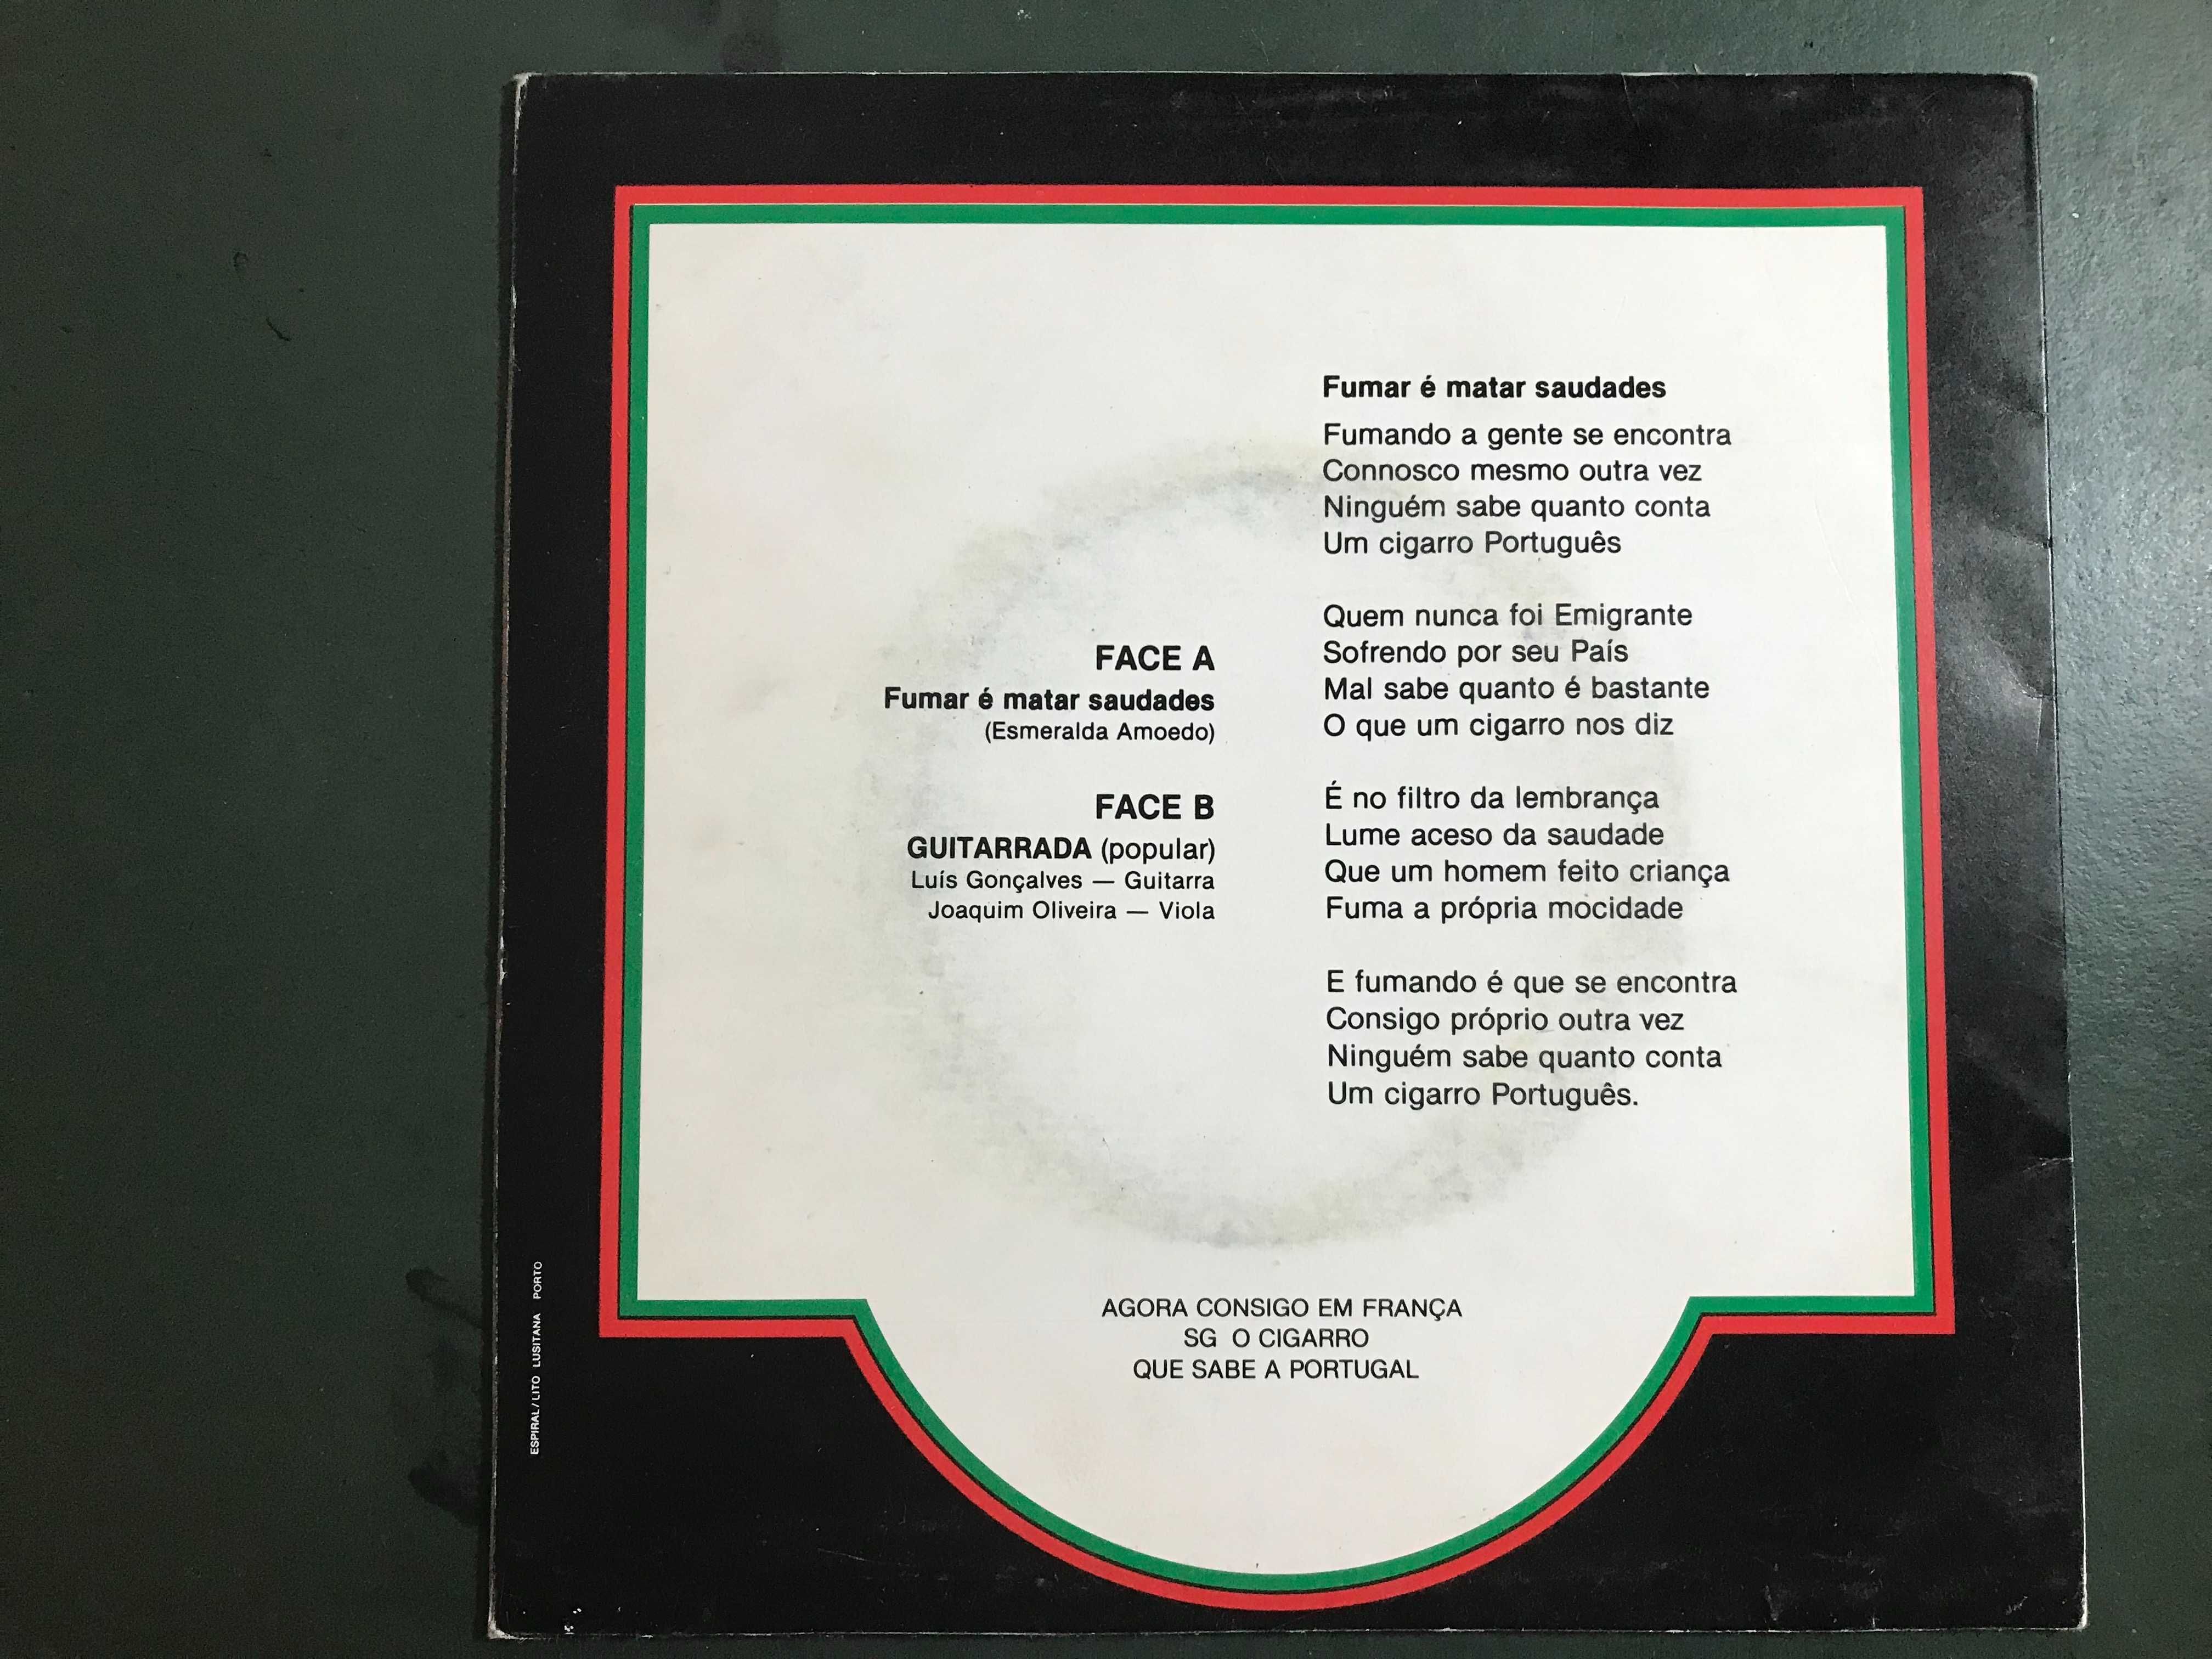 FACE A
Fumar é matar saudades
(Esmeralda Amoedo)
FACE B
GUITARRADA (popular)
Luís Gonçalves — Guitarra
Joaquim Oliveira — Viola
Fumar é matar saudades
Fumando a gente se encontra
Connosco mesmo outra vez
Ninguém sabe quanto conta
Um cigarro Português
Quem nunca foi Emigrante
Sofrendo por seu País
Mal sabe quanto é bastante
O que um cigarro nos diz
É no filtro da lembrança
Lume aceso da saudade
Que um homem feito criança
Fuma a própria mocidade
E fumando é que se encontra
Consigo próprio outra vez
Ninguém sabe quanto conta
Um cigarro Português.
AGORA CONSIGO EM FRANÇA
SG O CIGARRO
QUE SABE A PORTUGAL
ESPIRAL/LITO LUSITANA PORTO